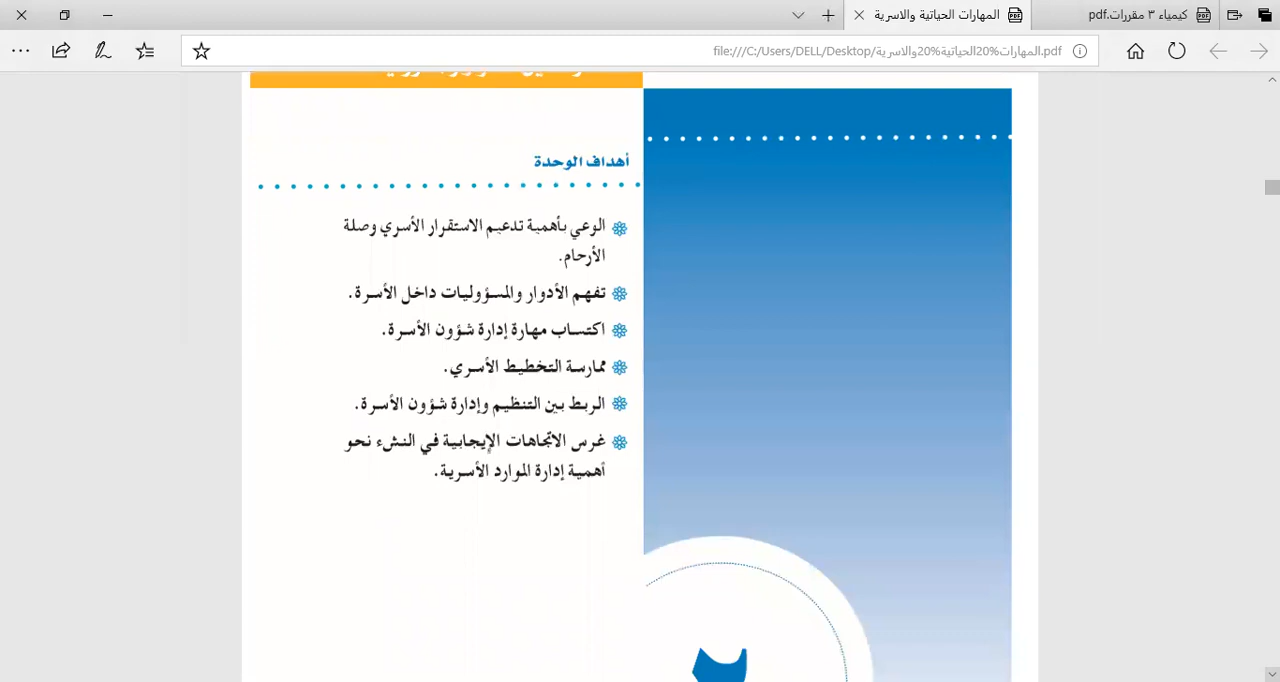 كيمياء ٣ مقررات.pdf
المهارات الحياتية والاسرية
file:///C:/Users/DELL/Desktop/المهارات%20الحياتية%20والاسرية.pdf
أهداف الوحدة
الوعي بأهمية تدعيم الاستقرار الأسري وصلة
الأرحام.
تفهم الأدوار والمسؤوليات داخل الأسرة.
اكتساب مهارة إدارة شؤون الأسرة.
ممارسة التخطيط الأسري.
الربط بين التنظيم وإدارة شؤون الأسرة.
غرس الاتجاهات الإيجابية في النشء نحو
أهمية إدارة الموارد الأسرية.
٢